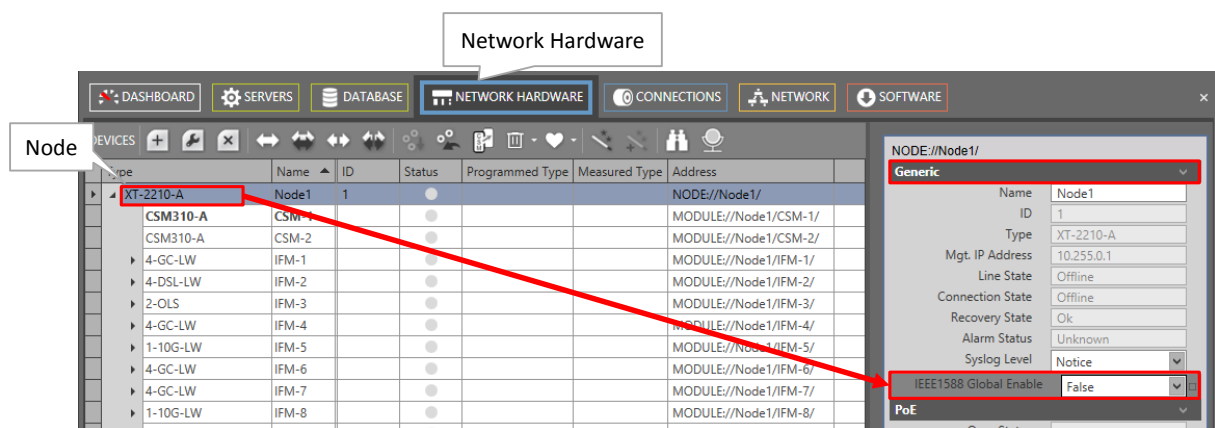 Network Hardware
DASHBOARD SERVERS DATABASE NETWORK HARDWARE CONNECTIONS NETWORK SOFTWARE ×
Node
DEVICES
Type Name ID Status Programmed Type Measured Type Address
XT-2210-A Node1 1 NODE://Node1/
CSM310-A CSM-1 MODULE://Node1/CSM-1/
CSM310-A CSM-2 MODULE://Node1/CSM-2/
4-GC-LW IFM-1 MODULE://Node1/IFM-1/
4-DSL-LW IFM-2 MODULE://Node1/IFM-2/
2-OLS IFM-3 MODULE://Node1/IFM-3/
4-GC-LW IFM-4 MODULE://Node1/IFM-4/
1-10G-LW IFM-5 MODULE://Node1/IFM-5/
4-GC-LW IFM-6 MODULE://Node1/IFM-6/
4-GC-LW IFM-7 MODULE://Node1/IFM-7/
1-10G-LW IFM-8 MODULE://Node1/IFM-8/
NODE://Node1/
Generic
Name Node1
ID 1
Type XT-2210-A
Mgt. IP Address 10.255.0.1
Line State Offline
Connection State Offline
Recovery State Ok
Alarm Status Unknown
Syslog Level Notice
IEEE1588 Global Enable False
PoE